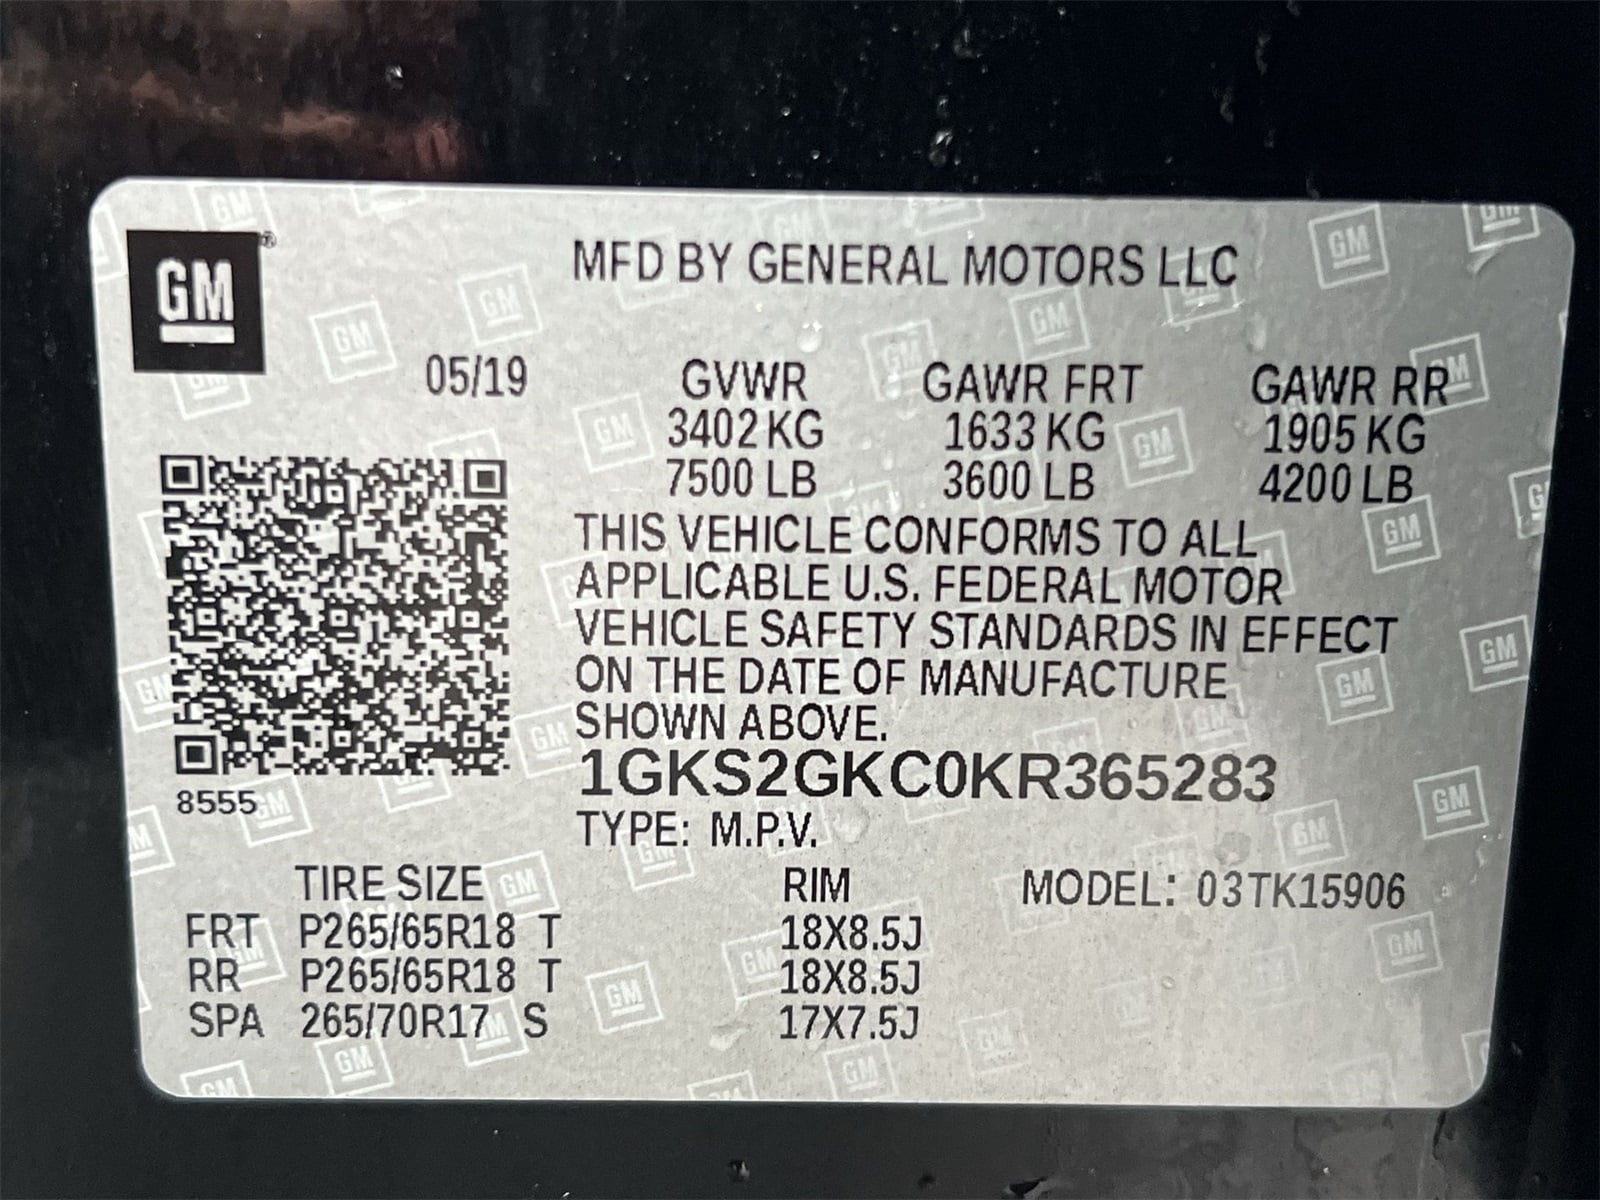 GM
MFD BY GENERAL MOTORS LLC
05/19 GVWR GAWR FRT GAWR RR
3402 KG 1633 KG 1905 KG
7500 LB 3600 LB 4200 LB
THIS VEHICLE CONFORMS TO ALL
APPLICABLE U.S. FEDERAL MOTOR
VEHICLE SAFETY STANDARDS IN EFFECT
ON THE DATE OF MANUFACTURE
SHOWN ABOVE.
1GKS2GKC0KR365283
8555
TYPE: M.P.V.
TIRE SIZE RIM MODEL: 03TK15906
FRT P265/65R18 T 18X8.5J
RR P265/65R18 T 18X8.5J
SPA 265/70R17 S 17X7.5J